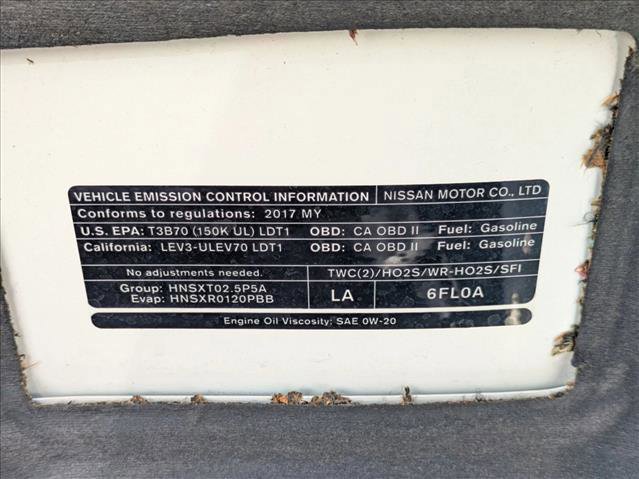 VEHICLE EMISSION CONTROL INFORMATION NISSAN MOTOR CO., LTD
Conforms to regulations: 2017 MY
U.S. EPA: T3B70 (150K UL) LDT1 OBD: CA OBD II Fuel: Gasoline
California: LEV3-ULEV70 LDT1 OBD: CA OBD II Fuel: Gasoline
No adjustments needed. TWC(2)/HO2S/WR-HO2S/SFI
Group: HNSXT02.5P5A
Evap: HNSXR0120PBB
LA 6FL0A
Engine Oil Viscosity: SAE 0W-20